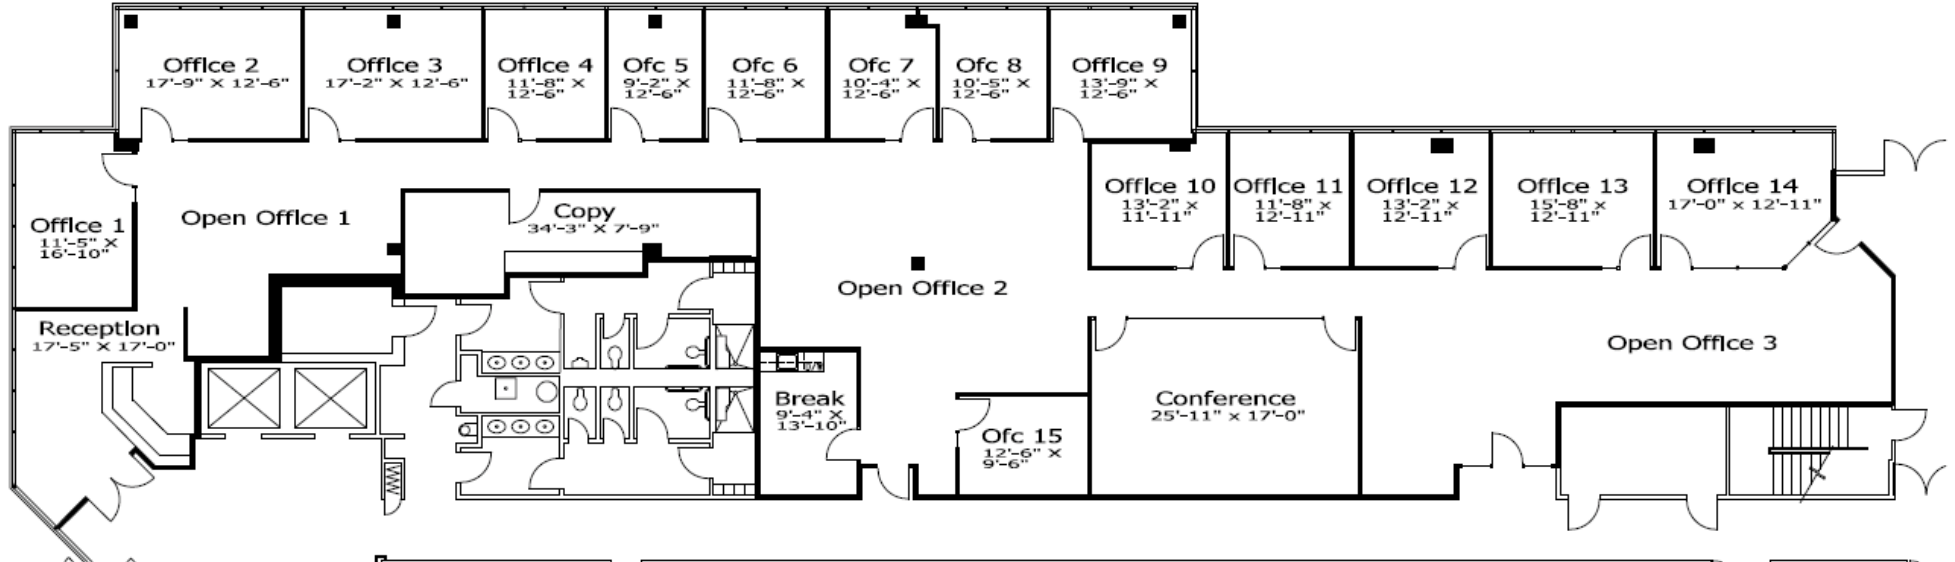 Office 2
17'-9" X 12'-6"
Office 3
17'-2" X 12'-6"
Office 4
11'-8" X
12'-6"
Ofc 5
9'-2" X
12'-6"
Ofc 6
11'-8" X
12'-6"
Ofc 7
10'-4" X
12'-6"
Ofc 8
10'-5" X
12'-6"
Office 9
13'-9" X
12'-6"
Office 1
11'-5" X
16'-10"
Open Office 1
Copy
34'-3" X 7'-9"
Office 10
13'-2" x
11'-11"
Office 11
11'-8" x
12'-11"
Office 12
13'-2" x
12'-11"
Office 13
15'-8" x
12'-11"
Office 14
17'-0" x 12'-11"
Open Office 2
Reception
17'-5" X 17'-0"
Open Office 3
Break
9'-4" X
13'-10"
Conference
25'-11" x 17'-0"
Ofc 15
12'-6" X
9'-6"